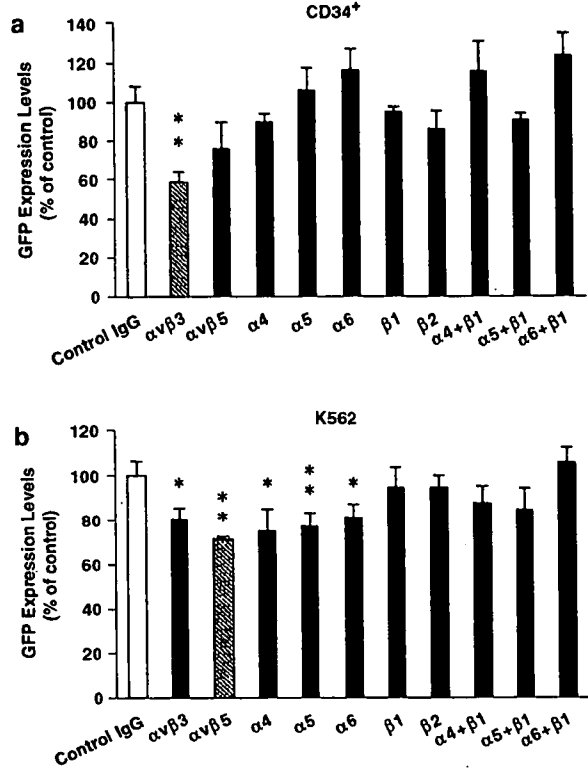 a
CD34+
GFP Expression Levels
(% of control)
140
120
100
80
60
40
20
0
*
*
Control IgG
αvβ3
αvβ5
α4
α5
α6
β1
β2
α4+β1
α5+β1
α6+β1
b
K562
GFP Expression Levels
(% of control)
120
100
80
60
40
20
0
*
*
*
*
*
*
*
Control IgG
αvβ3
αvβ5
α4
α5
α6
β1
β2
α4+β1
α5+β1
α6+β1